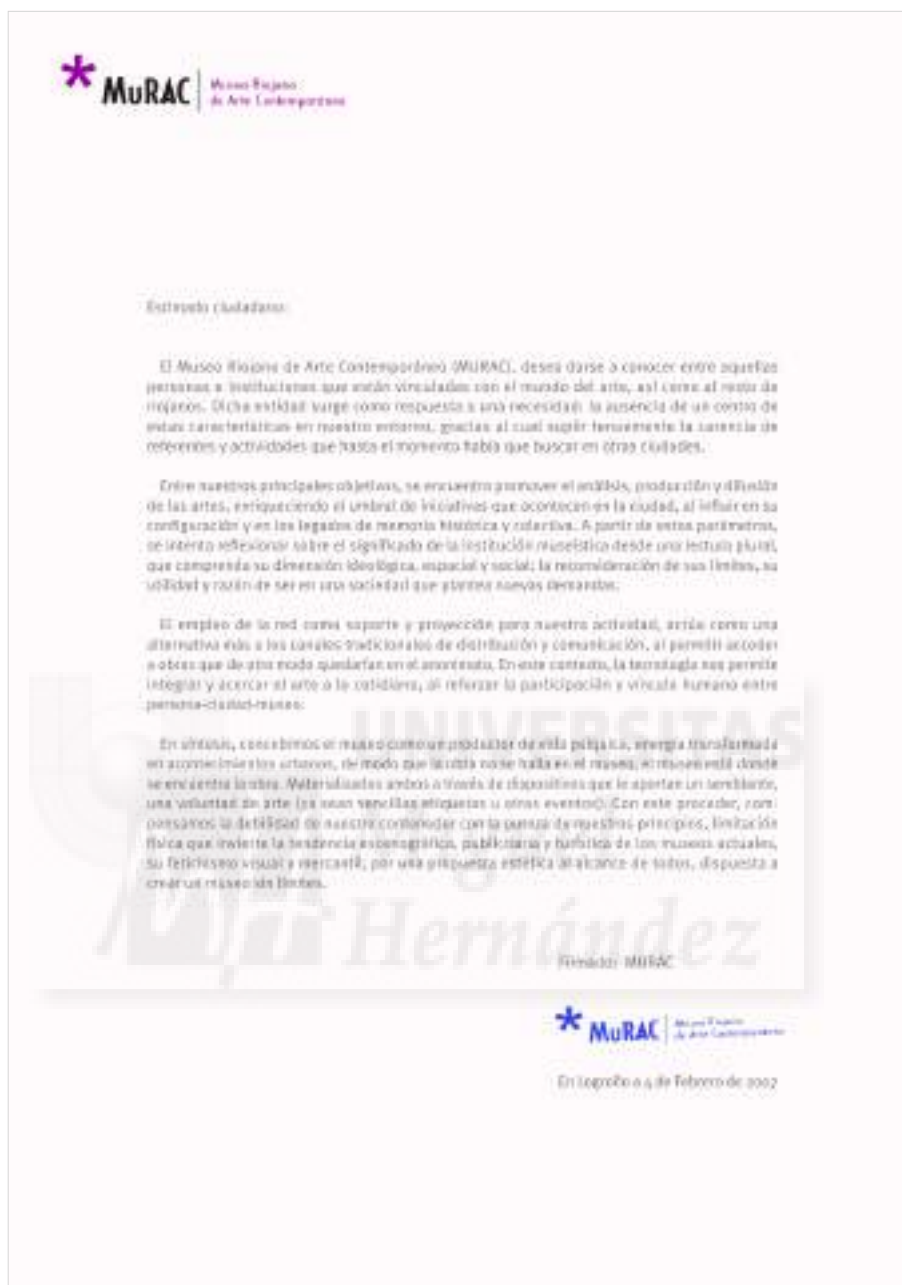 MURAC
Museo Riojano
de Arte Contemporáneo
Estimado ciudadano:
El Museo Riojano de Arte Contemporáneo (MURAC), desea darse a conocer entre aquellas
personas e instituciones que están vinculadas con el mundo del arte, así como al resto de
riojanos. Dicha entidad surge como respuesta a una necesidad: la ausencia de un centro de
estas características en nuestro entorno, gracias al cual suplir tenuemente la carencia de
referentes y actividades que hasta el momento había que buscar en otras ciudades.
Entre nuestros principales objetivos, se encuentra promover el análisis, producción y difusión
de las artes, enriqueciendo el umbral de iniciativas que acontecen en la ciudad, al influir en su
configuración y en los legados de memoria histórica y colectiva. A partir de estos parámetros,
se intenta reflexionar sobre el significado de la institución museística desde una lectura plural,
que comprenda su dimensión ideológica, espacial y social; la reconsideración de sus límites, su
utilidad y razón de ser en una sociedad que plantea nuevas demandas.
El empleo de la red como soporte y proyección para nuestra actividad, actúa como una
alternativa más a los canales tradicionales de distribución y comunicación, al permitir acceder
a obras que de otro modo quedarían en el anonimato. En este contexto, la tecnología nos permite
integrar y acercar el arte a lo cotidiano, al reforzar la participación y vínculo humano entre
persona-ciudad-museo.
En síntesis, concebimos el museo como un productor de vida psíquica, energía transformada
en acontecimientos urbanos, de modo que la obra no se halla en el museo, el museo está donde
se encuentra la obra. Materializados ambos a través de dispositivos que le aportan un semblante,
una voluntad de arte (ya sean sencillas etiquetas u otros eventos). Con este proceder, com-
pensamos la debilidad de nuestro contenedor con la pureza de nuestros principios, limitación
física que invierte la tendencia escenográfica, publicitaria y turística de los museos actuales,
su fetichismo visual y mercantil, por una propuesta estética al alcance de todos, dispuesta a
crear un museo sin límites.
UNIVERSITAS
Miguel
Hernández
Firmado: MURAC
MURAC
Museo Riojano
de Arte Contemporáneo
En Logroño a 4 de Febrero de 2007